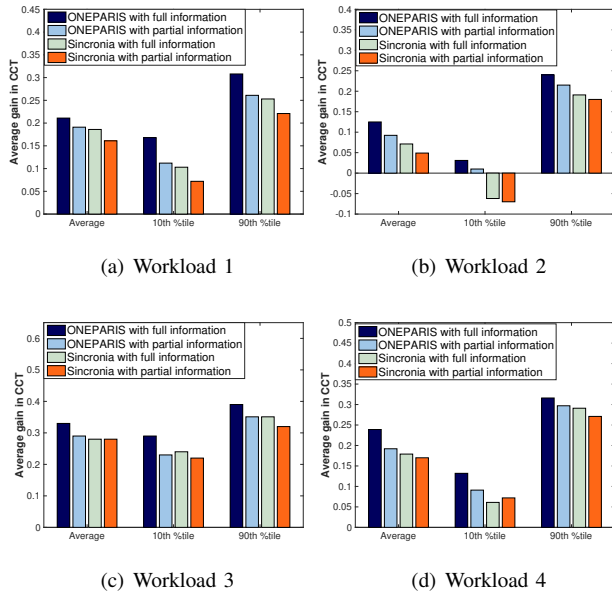 0.45
0.4
0.35
0.3
0.25
0.2
0.15
0.1
0.05
0
Average gain in CCT
ONEPARIS with full information
ONEPARIS with partial information
Sincronia with full information
Sincronia with partial information
Average 10th %tile 90th %tile
(a) Workload 1
0.4
0.35
0.3
0.25
0.2
0.15
0.1
0.05
0
-0.05
-0.1
Average gain in CCT
ONEPARIS with full information
ONEPARIS with partial information
Sincronia with full information
Sincronia with partial information
Average 10th %tile 90th %tile
(b) Workload 2
0.6
0.5
0.4
0.3
0.2
0.1
0
Average gain in CCT
ONEPARIS with full information
ONEPARIS with partial information
Sincronia with full information
Sincronia with partial information
Average 10th %tile 90th %tile
(c) Workload 3
0.5
0.45
0.4
0.35
0.3
0.25
0.2
0.15
0.1
0.05
0
Average gain in CCT
ONEPARIS with full information
ONEPARIS with partial information
Sincronia with full information
Sincronia with partial information
Average 10th %tile 90th %tile
(d) Workload 4